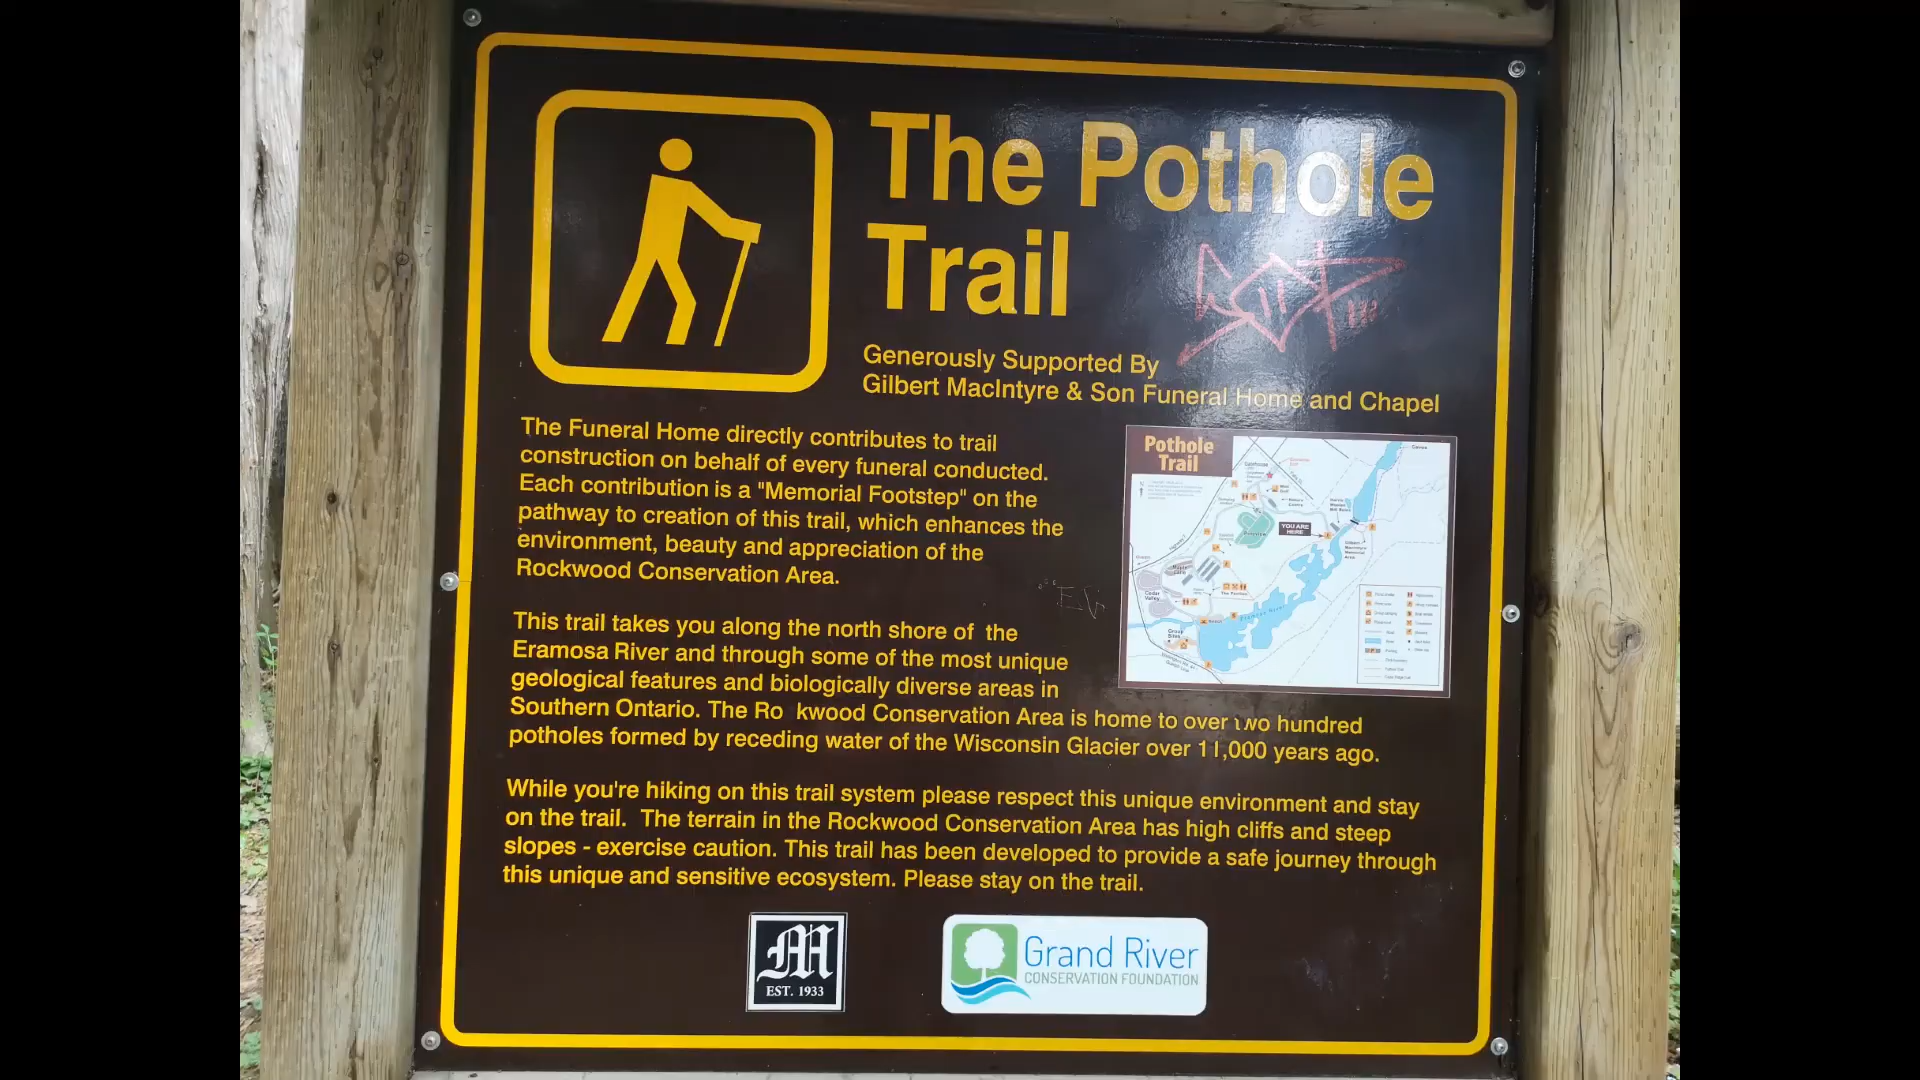 The Pothole
Trail
Generously Supported By
Gilbert MacIntyre & Son Funeral Home and Chapel
The Funeral Home directly contributes to trail
construction on behalf of every funeral conducted.
Each contribution is a "Memorial Footstep" on the
pathway to creation of this trail, which enhances the
environment, beauty and appreciation of the
Rockwood Conservation Area.
This trail takes you along the north shore of the
Eramosa River and through some of the most unique
geological features and biologically diverse areas in
Southern Ontario. The Ro kwood Conservation Area is home to over two hundred
potholes formed by receding water of the Wisconsin Glacier over 11,000 years ago.
While you're hiking on this trail system please respect this unique environment and stay
on the trail. The terrain in the Rockwood Conservation Area has high cliffs and steep
slopes - exercise caution. This trail has been developed to provide a safe journey through
this unique and sensitive ecosystem. Please stay on the trail.
Pothole
Trail
YOU ARE
HERE
Cedar
Valley
Group
Sites
Eramosa River
M
EST. 1933
Grand River
CONSERVATION FOUNDATION